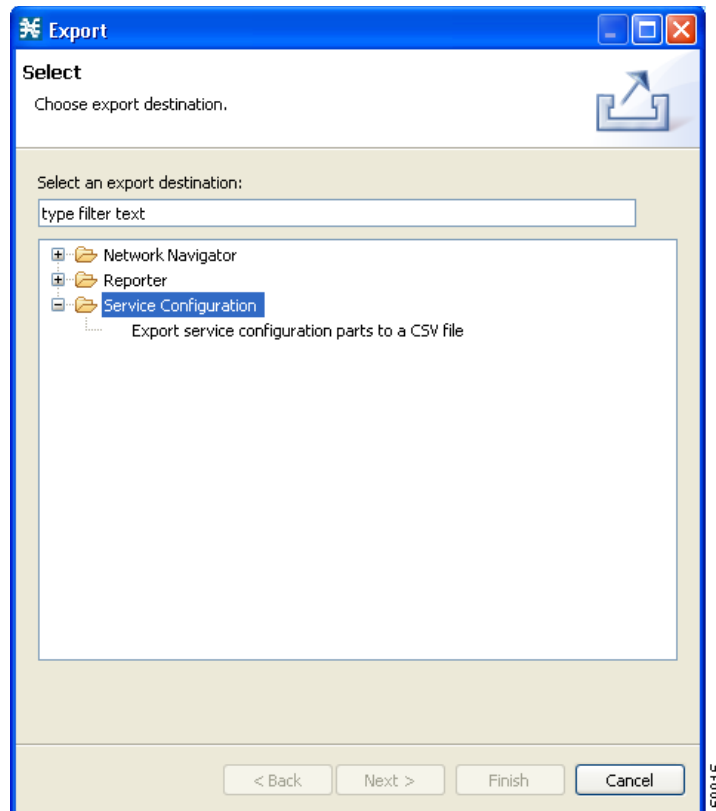 Export
Select
Choose export destination.
Select an export destination:
type filter text
Network Navigator
Reporter
Service Configuration
Export service configuration parts to a CSV file
< Back
Next >
Finish
Cancel